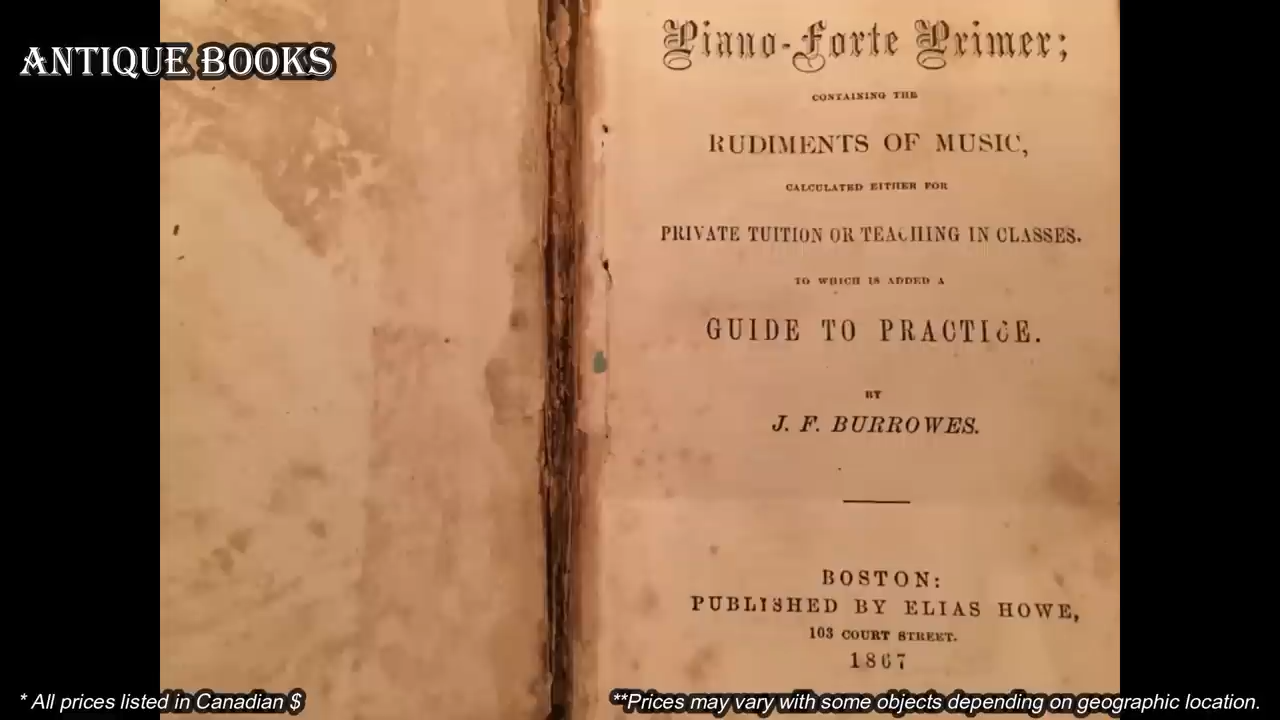 ANTIQUE BOOKS
Piano-Forte Primer;
CONTAINING THE
RUDIMENTS OF MUSIC,
CALCULATED EITHER FOR
PRIVATE TUITION OR TEACHING IN CLASSES.
TO WHICH IS ADDED A
GUIDE TO PRACTICE.
BY
J. F. BURROWES.
BOSTON:
PUBLISHED BY ELIAS HOWE,
103 COURT STREET.
1867
* All prices listed in Canadian $
**Prices may vary with some objects depending on geographic location.